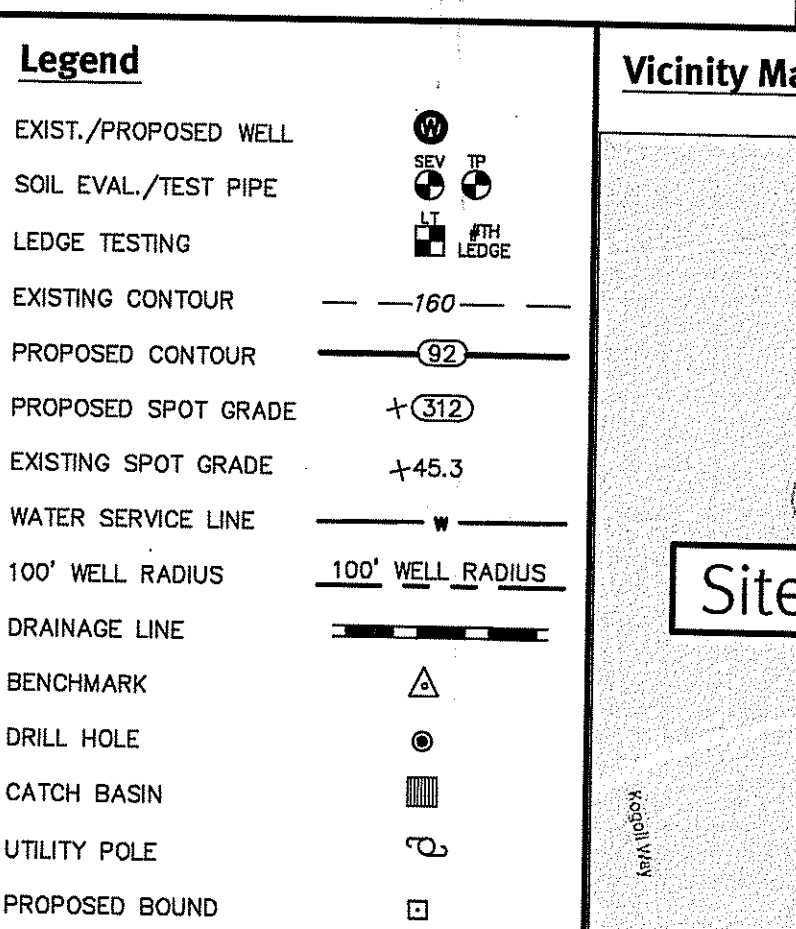 Legend
EXIST./PROPOSED WELL W
SEV TP
SOIL EVAL./TEST PIPE
LT #TH
LEDGE TESTING LEDGE
EXISTING CONTOUR 160
PROPOSED CONTOUR 92
PROPOSED SPOT GRADE +312
EXISTING SPOT GRADE +45.3
WATER SERVICE LINE W
100' WELL RADIUS 100' WELL RADIUS
DRAINAGE LINE
BENCHMARK
DRILL HOLE
CATCH BASIN
UTILITY POLE
PROPOSED BOUND
Vicinity Ma
Site
Way